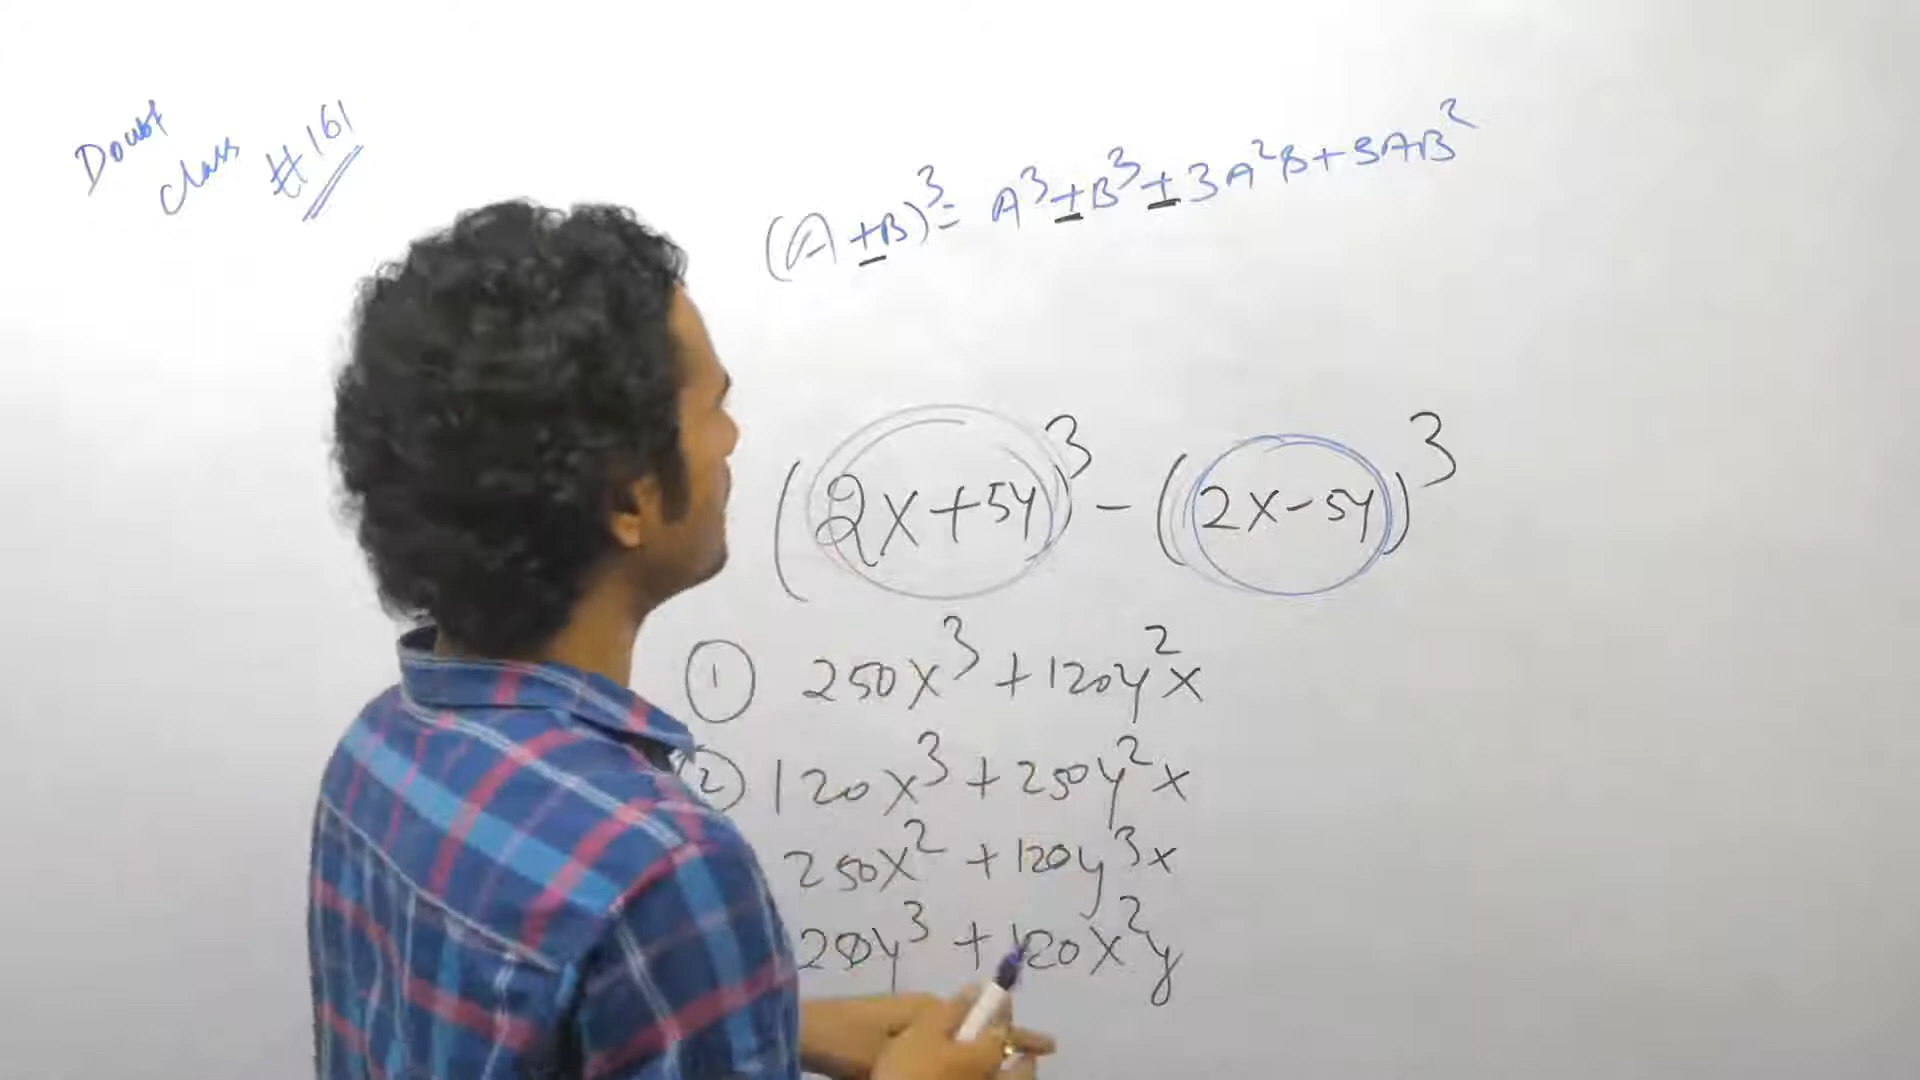 Doubt
class #161
(A ±B)³= A³±B³±3A²B+3AB²
(2x+5y)³-(2x-5y)³
① 250x³+120y²x
② 120x³+250y²x
250x²+120y³x
+120x²y